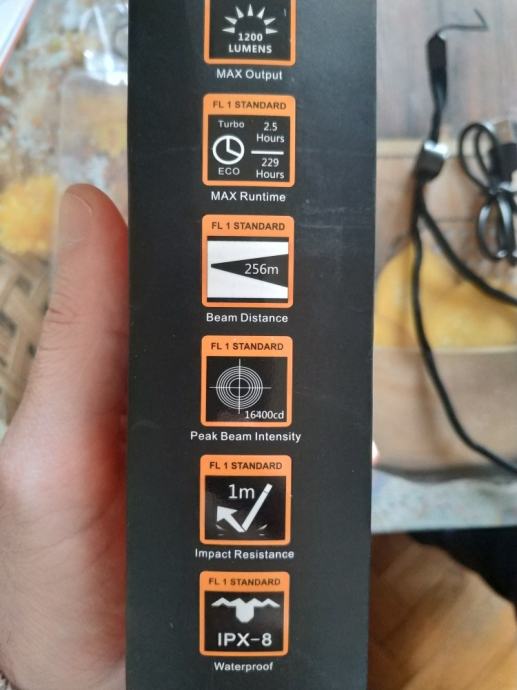 1200
LUMENS
MAX Output
FL 1 STANDARD
Turbo 2.5 Hours
ECO 229 Hours
MAX Runtime
FL 1 STANDARD
256m
Beam Distance
FL 1 STANDARD
16400cd
Peak Beam Intensity
FL 1 STANDARD
1m
Impact Resistance
FL 1 STANDARD
IPX-8
Waterproof